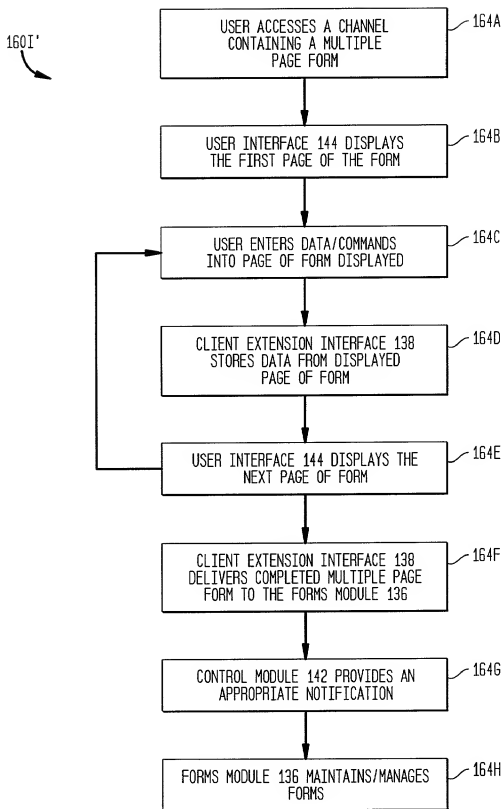 160I'
USER ACCESSES A CHANNEL
CONTAINING A MULTIPLE
PAGE FORM
164A
USER INTERFACE 144 DISPLAYS
THE FIRST PAGE OF THE FORM
164B
USER ENTERS DATA/COMMANDS
INTO PAGE OF FORM DISPLAYED
164C
CLIENT EXTENSION INTERFACE 138
STORES DATA FROM DISPLAYED
PAGE OF FORM
164D
USER INTERFACE 144 DISPLAYS THE
NEXT PAGE OF FORM
164E
CLIENT EXTENSION INTERFACE 138
DELIVERS COMPLETED MULTIPLE PAGE
FORM TO THE FORMS MODULE 136
164F
CONTROL MODULE 142 PROVIDES AN
APPROPRIATE NOTIFICATION
164G
FORMS MODULE 136 MAINTAINS/MANAGES
FORMS
164H